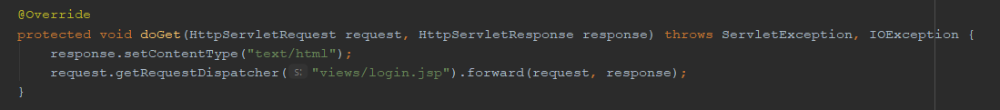 @Override
protected void doGet(HttpServletRequest request, HttpServletResponse response) throws ServletException, IOException {
response.setContentType("text/html");
request.getRequestDispatcher( s: "views/login.jsp").forward(request, response);
}